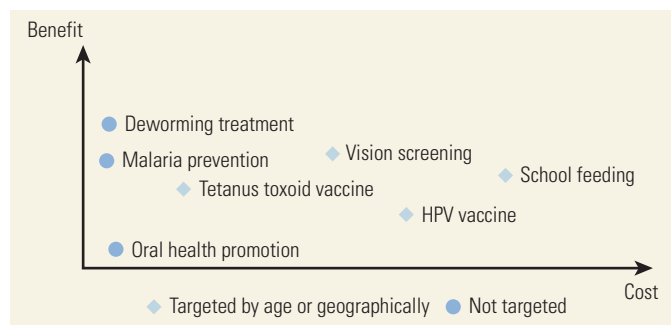 Benefit
Deworming treatment
Vision screening
Malaria prevention
School feeding
Tetanus toxoid vaccine
HPV vaccine
Oral health promotion
Cost
Targeted by age or geographically
Not targeted